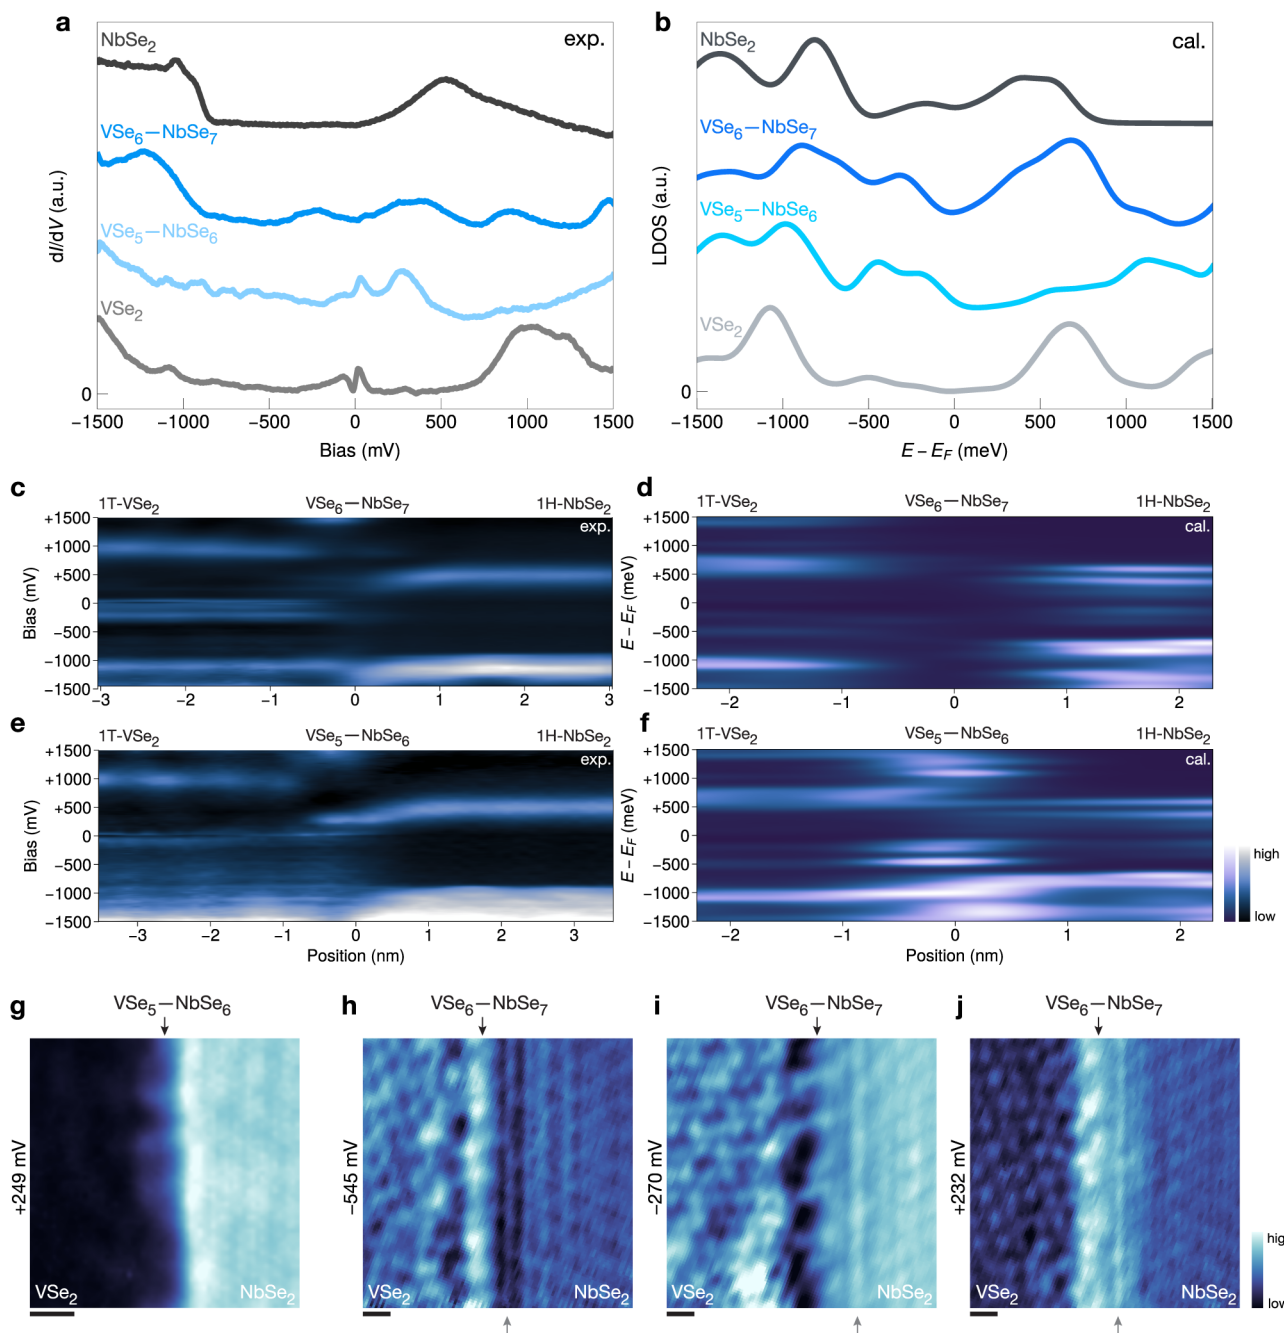 a
exp.
NbSe2
VSe6—NbSe7
VSe5—NbSe6
VSe2
dI/dV (a.u.)
0
−1500 −1000 −500 0 500 1000 1500
Bias (mV)
b
cal.
NbSe2
VSe6—NbSe7
VSe5—NbSe6
VSe2
LDOS (a.u.)
0
−1500 −1000 −500 0 500 1000 1500
E − EF (meV)
c
1T-VSe2 VSe6—NbSe7 1H-NbSe2
exp.
Bias (mV)
+1500
+1000
+500
0
−500
−1000
−1500
−3 −2 −1 0 1 2 3
d
1T-VSe2 VSe6—NbSe7 1H-NbSe2
cal.
E − EF (meV)
+1500
+1000
+500
0
−500
−1000
−1500
−2 −1 0 1 2
e
1T-VSe2 VSe5—NbSe6 1H-NbSe2
exp.
Bias (mV)
+1500
+1000
+500
0
−500
−1000
−1500
−3 −2 −1 0 1 2 3
Position (nm)
f
1T-VSe2 VSe5—NbSe6 1H-NbSe2
cal.
E − EF (meV)
+1500
+1000
+500
0
−500
−1000
−1500
−2 −1 0 1 2
Position (nm)
high
low
g
VSe5—NbSe6
+249 mV
VSe2 NbSe2
h
VSe6—NbSe7
−545 mV
VSe2 NbSe2
i
VSe6—NbSe7
−270 mV
VSe2 NbSe2
j
VSe6—NbSe7
+232 mV
VSe2 NbSe2
high
low